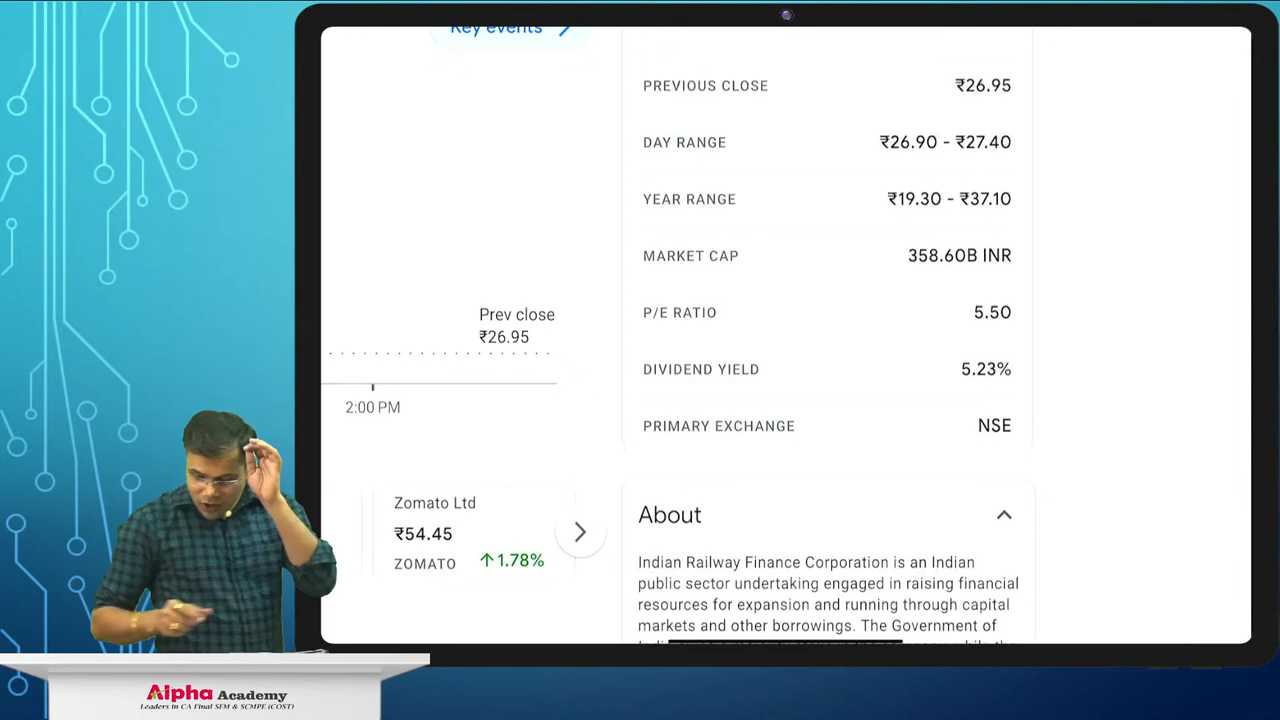 Key events
PREVIOUS CLOSE ₹26.95
DAY RANGE ₹26.90 - ₹27.40
YEAR RANGE ₹19.30 - ₹37.10
MARKET CAP 358.60B INR
P/E RATIO 5.50
DIVIDEND YIELD 5.23%
PRIMARY EXCHANGE NSE
Prev close
₹26.95
2:00 PM
Zomato Ltd
₹54.45
ZOMATO ↑1.78%
About
Indian Railway Finance Corporation is an Indian
public sector undertaking engaged in raising financial
resources for expansion and running through capital
markets and other borrowings. The Government of
Alpha Academy
Leaders in CA Final SFM & SCMPE (COST)